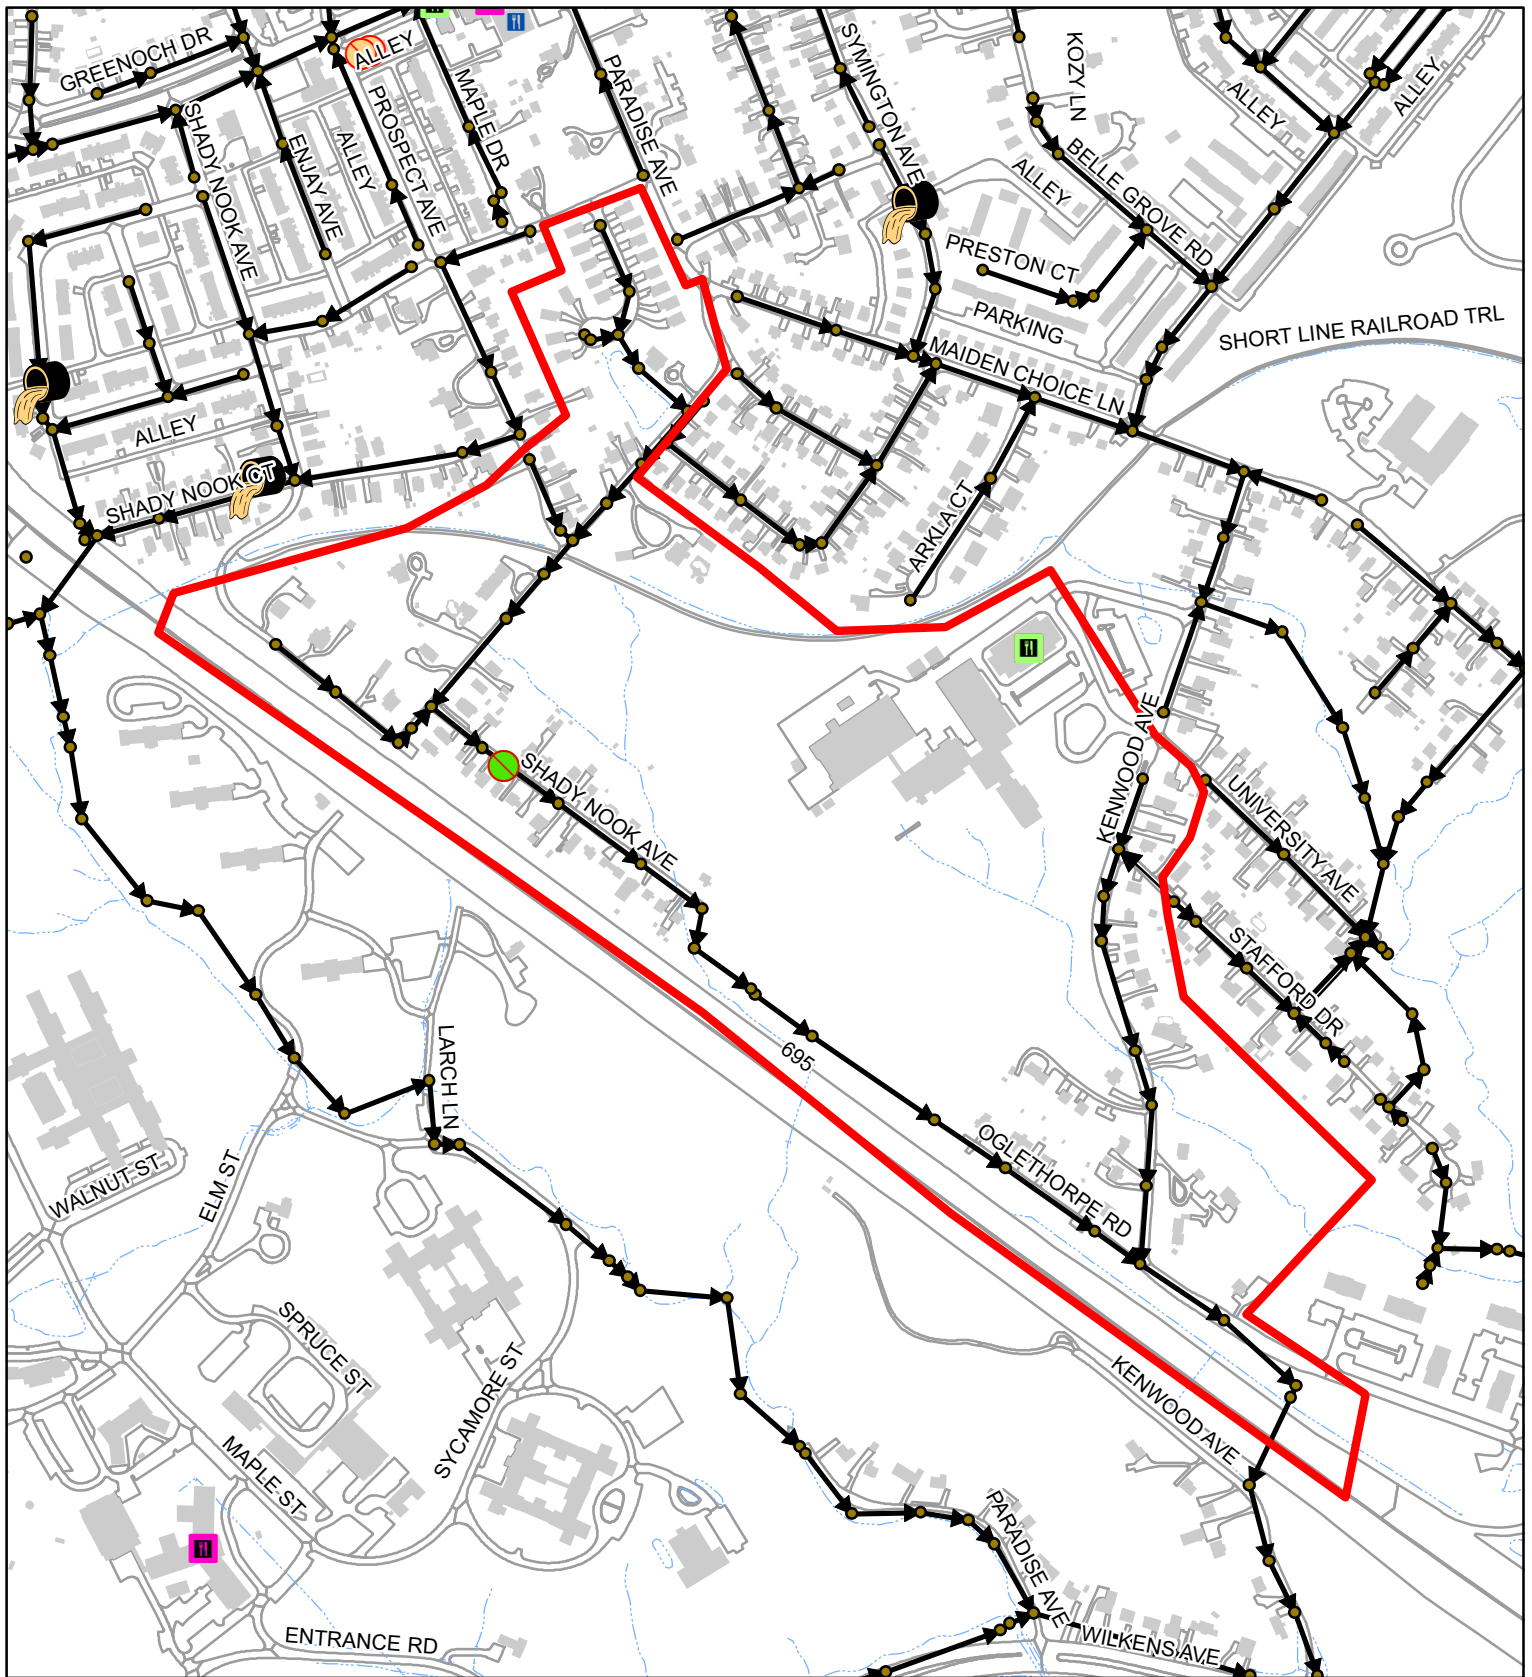 GREENOCH DR
ALLEY
SYMINGTON AVE
KOZY LN
PARADISE AVE
MAPLE DR
PROSPECT AVE
ALLEY
ALLEY
SHADY NOOK AVE
ENJAY AVE
ALLEY
ALLEY
BELLE GROVE RD
PRESTON CT
PARKING
SHORT LINE RAILROAD TRL
MAIDEN CHOICE LN
ALLEY
SHADY NOOK CT
ARKLA CT
KENWOOD AVE
SHADY NOOK AVE
UNIVERSITY AVE
STAFFORD DR
695
LARCH LN
OGLETHORPE RD
WALNUT ST
ELM ST
SPRUCE ST
SYCAMORE ST
KENWOOD AVE
MAPLE ST
PARADISE AVE
ENTRANCE RD
WILKENS AVE